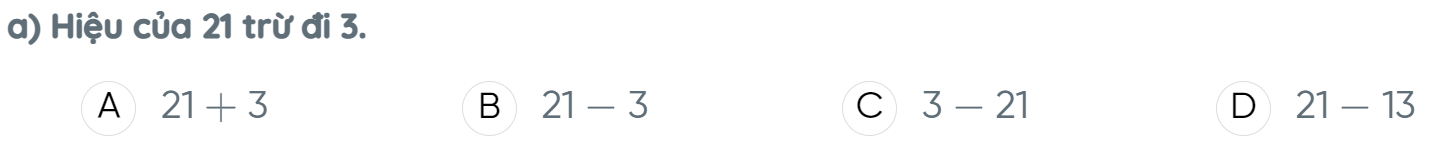 a) Hiệu của 21 trừ đi 3.
A 21 + 3 B 21 − 3 C 3 − 21 D 21 − 13